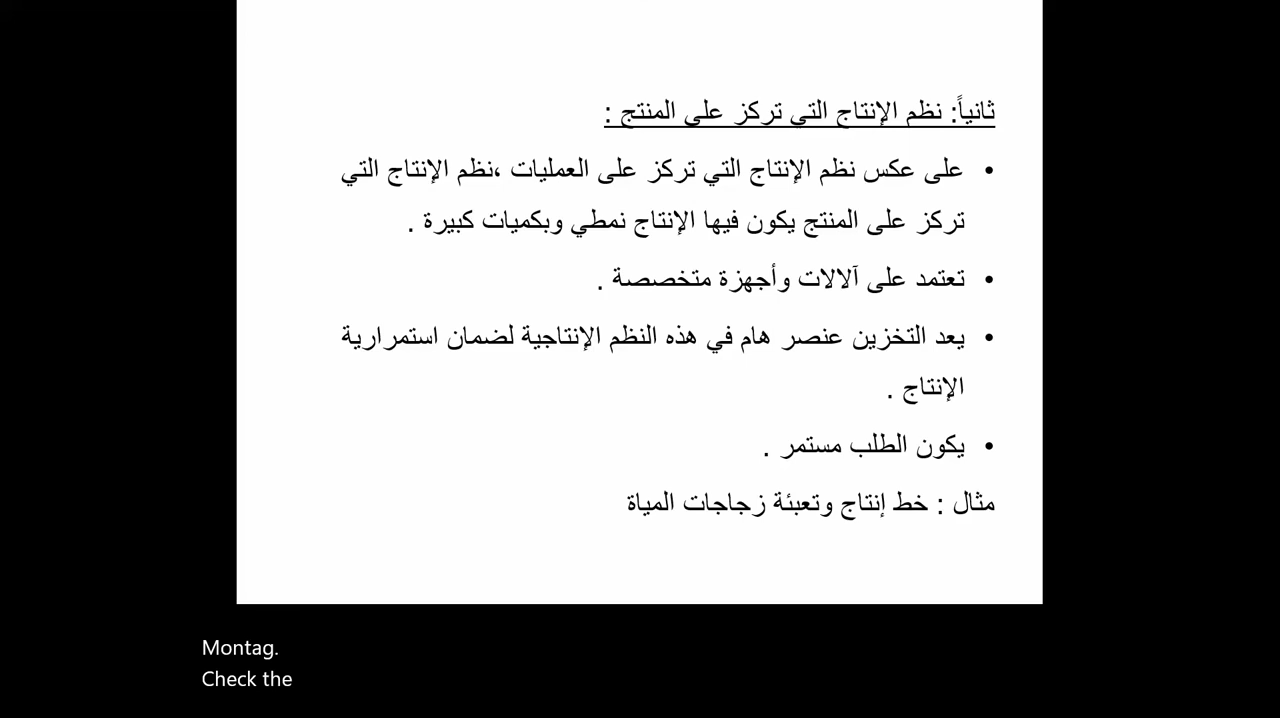 ثانياً: نظم الإنتاج التي تركز على المنتج :
• على عكس نظم الإنتاج التي تركز على العمليات ،نظم الإنتاج التي
تركز على المنتج يكون فيها الإنتاج نمطي وبكميات كبيرة .
• تعتمد على آلالات وأجهزة متخصصة .
• يعد التخزين عنصر هام في هذه النظم الإنتاجية لضمان استمرارية
الإنتاج .
• يكون الطلب مستمر .
مثال : خط إنتاج وتعبئة زجاجات المياة
Montag.
Check the